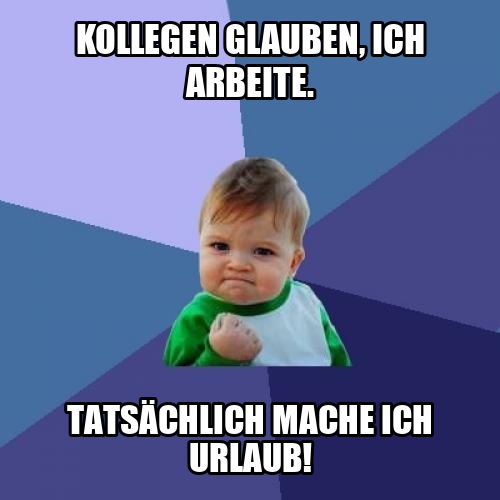 KOLLEGEN GLAUBEN, ICH
ARBEITE.
TATSÄCHLICH MACHE ICH
URLAUB!